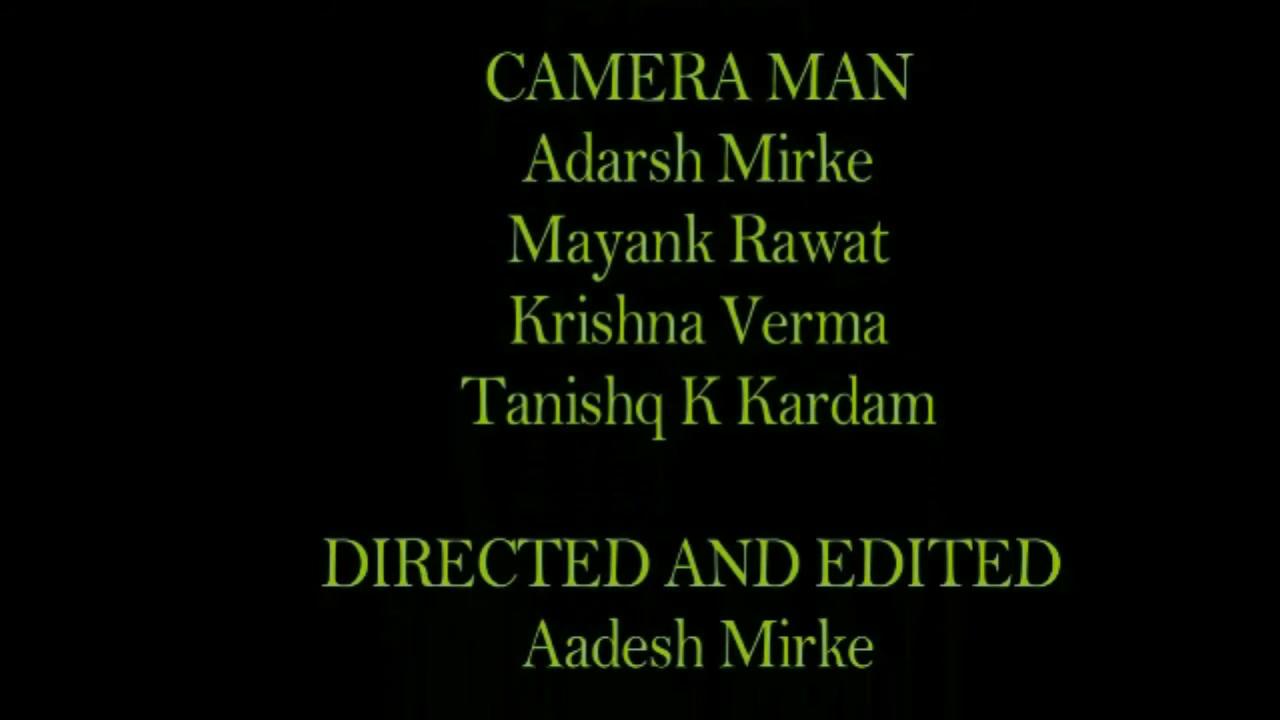 CAMERA MAN
Adarsh Mirke
Mayank Rawat
Krishna Verma
Tanishq K Kardam
DIRECTED AND EDITED
Aadesh Mirke